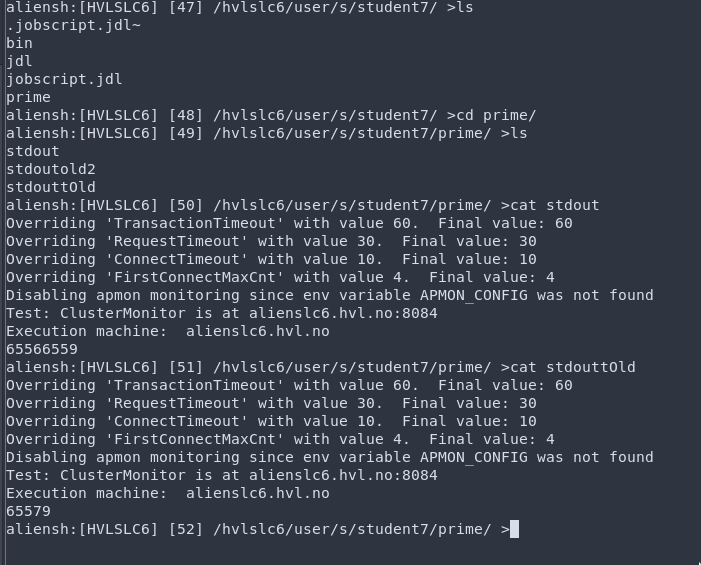 aliensh:[HVLSLC6] [47] /hvlslc6/user/s/student7/ >ls
.jobscript.jdl~
bin
jdl
jobscript.jdl
prime
aliensh:[HVLSLC6] [48] /hvlslc6/user/s/student7/ >cd prime/
aliensh:[HVLSLC6] [49] /hvlslc6/user/s/student7/prime/ >ls
stdout
stdoutold2
stdouttOld
aliensh:[HVLSLC6] [50] /hvlslc6/user/s/student7/prime/ >cat stdout
Overriding 'TransactionTimeout' with value 60.  Final value: 60
Overriding 'RequestTimeout' with value 30.  Final value: 30
Overriding 'ConnectTimeout' with value 10.  Final value: 10
Overriding 'FirstConnectMaxCnt' with value 4.  Final value: 4
Disabling apmon monitoring since env variable APMON_CONFIG was not found
Test: ClusterMonitor is at alienslc6.hvl.no:8084
Execution machine:  alienslc6.hvl.no
65566559
aliensh:[HVLSLC6] [51] /hvlslc6/user/s/student7/prime/ >cat stdouttOld
Overriding 'TransactionTimeout' with value 60.  Final value: 60
Overriding 'RequestTimeout' with value 30.  Final value: 30
Overriding 'ConnectTimeout' with value 10.  Final value: 10
Overriding 'FirstConnectMaxCnt' with value 4.  Final value: 4
Disabling apmon monitoring since env variable APMON_CONFIG was not found
Test: ClusterMonitor is at alienslc6.hvl.no:8084
Execution machine:  alienslc6.hvl.no
65579
aliensh:[HVLSLC6] [52] /hvlslc6/user/s/student7/prime/ >